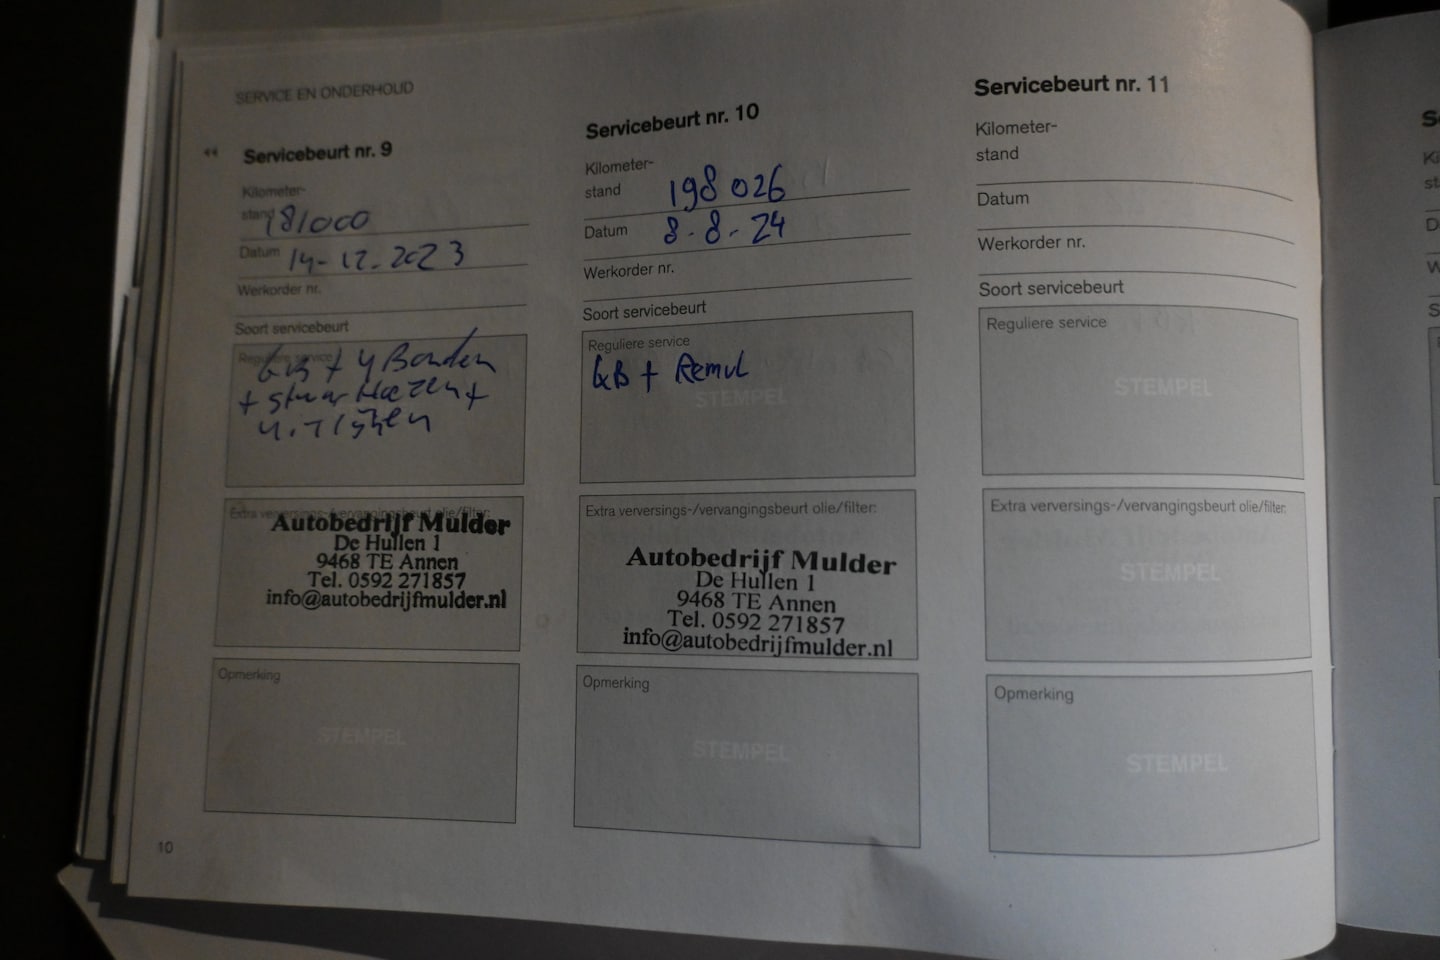 SERVICE EN ONDERHOUD
Servicebeurt nr. 9
Kilometer-
stand 181000
Datum 14-12-2023
Werkorder nr.
Soort servicebeurt
Reguliere service
GB + 4 Banden
+
Extra verversings-/vervangingsbeurt olie/filter:
Autobedrijf Mulder
De Hullen 1
9468 TE Annen
Tel. 0592 271857
info@autobedrijfmulder.nl
Opmerking
STEMPEL
10
Servicebeurt nr. 10
Kilometer-
stand 198 026
Datum 8-8-24
Werkorder nr.
Soort servicebeurt
Reguliere service
GB +
STEMPEL
Extra verversings-/vervangingsbeurt olie/filter:
Autobedrijf Mulder
De Hullen 1
9468 TE Annen
Tel. 0592 271857
info@autobedrijfmulder.nl
Opmerking
STEMPEL
Servicebeurt nr. 11
Kilometer-
stand
Datum
Werkorder nr.
Soort servicebeurt
Reguliere service
STEMPEL
Extra verversings-/vervangingsbeurt olie/filter:
STEMPEL
Opmerking
STEMPEL